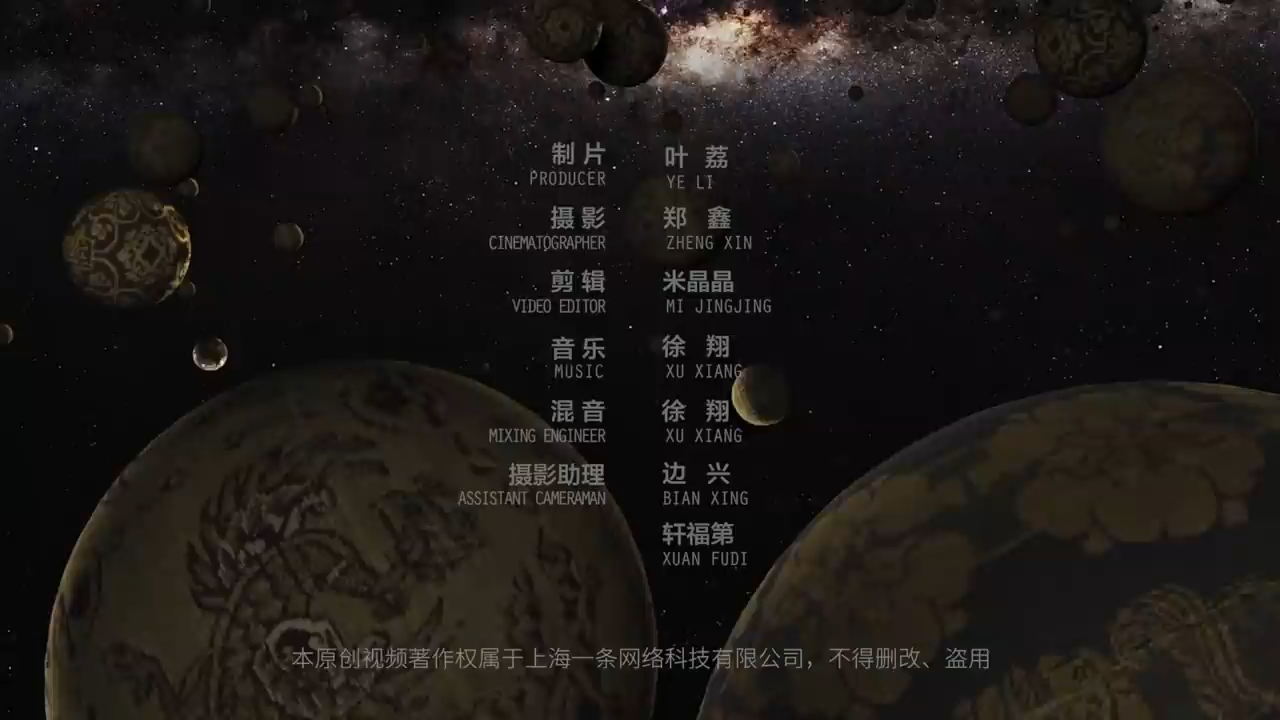 制片 叶荔
PRODUCER YE LI
摄影 郑鑫
CINEMATOGRAPHER ZHENG XIN
剪辑 米晶晶
VIDEO EDITOR MI JINGJING
音乐 徐翔
MUSIC XU XIANG
混音 徐翔
MIXING ENGINEER XU XIANG
摄影助理 边兴
ASSISTANT CAMERAMAN BIAN XING
轩福第
XUAN FUDI
本原创视频著作权属于上海一条网络科技有限公司，不得删改、盗用